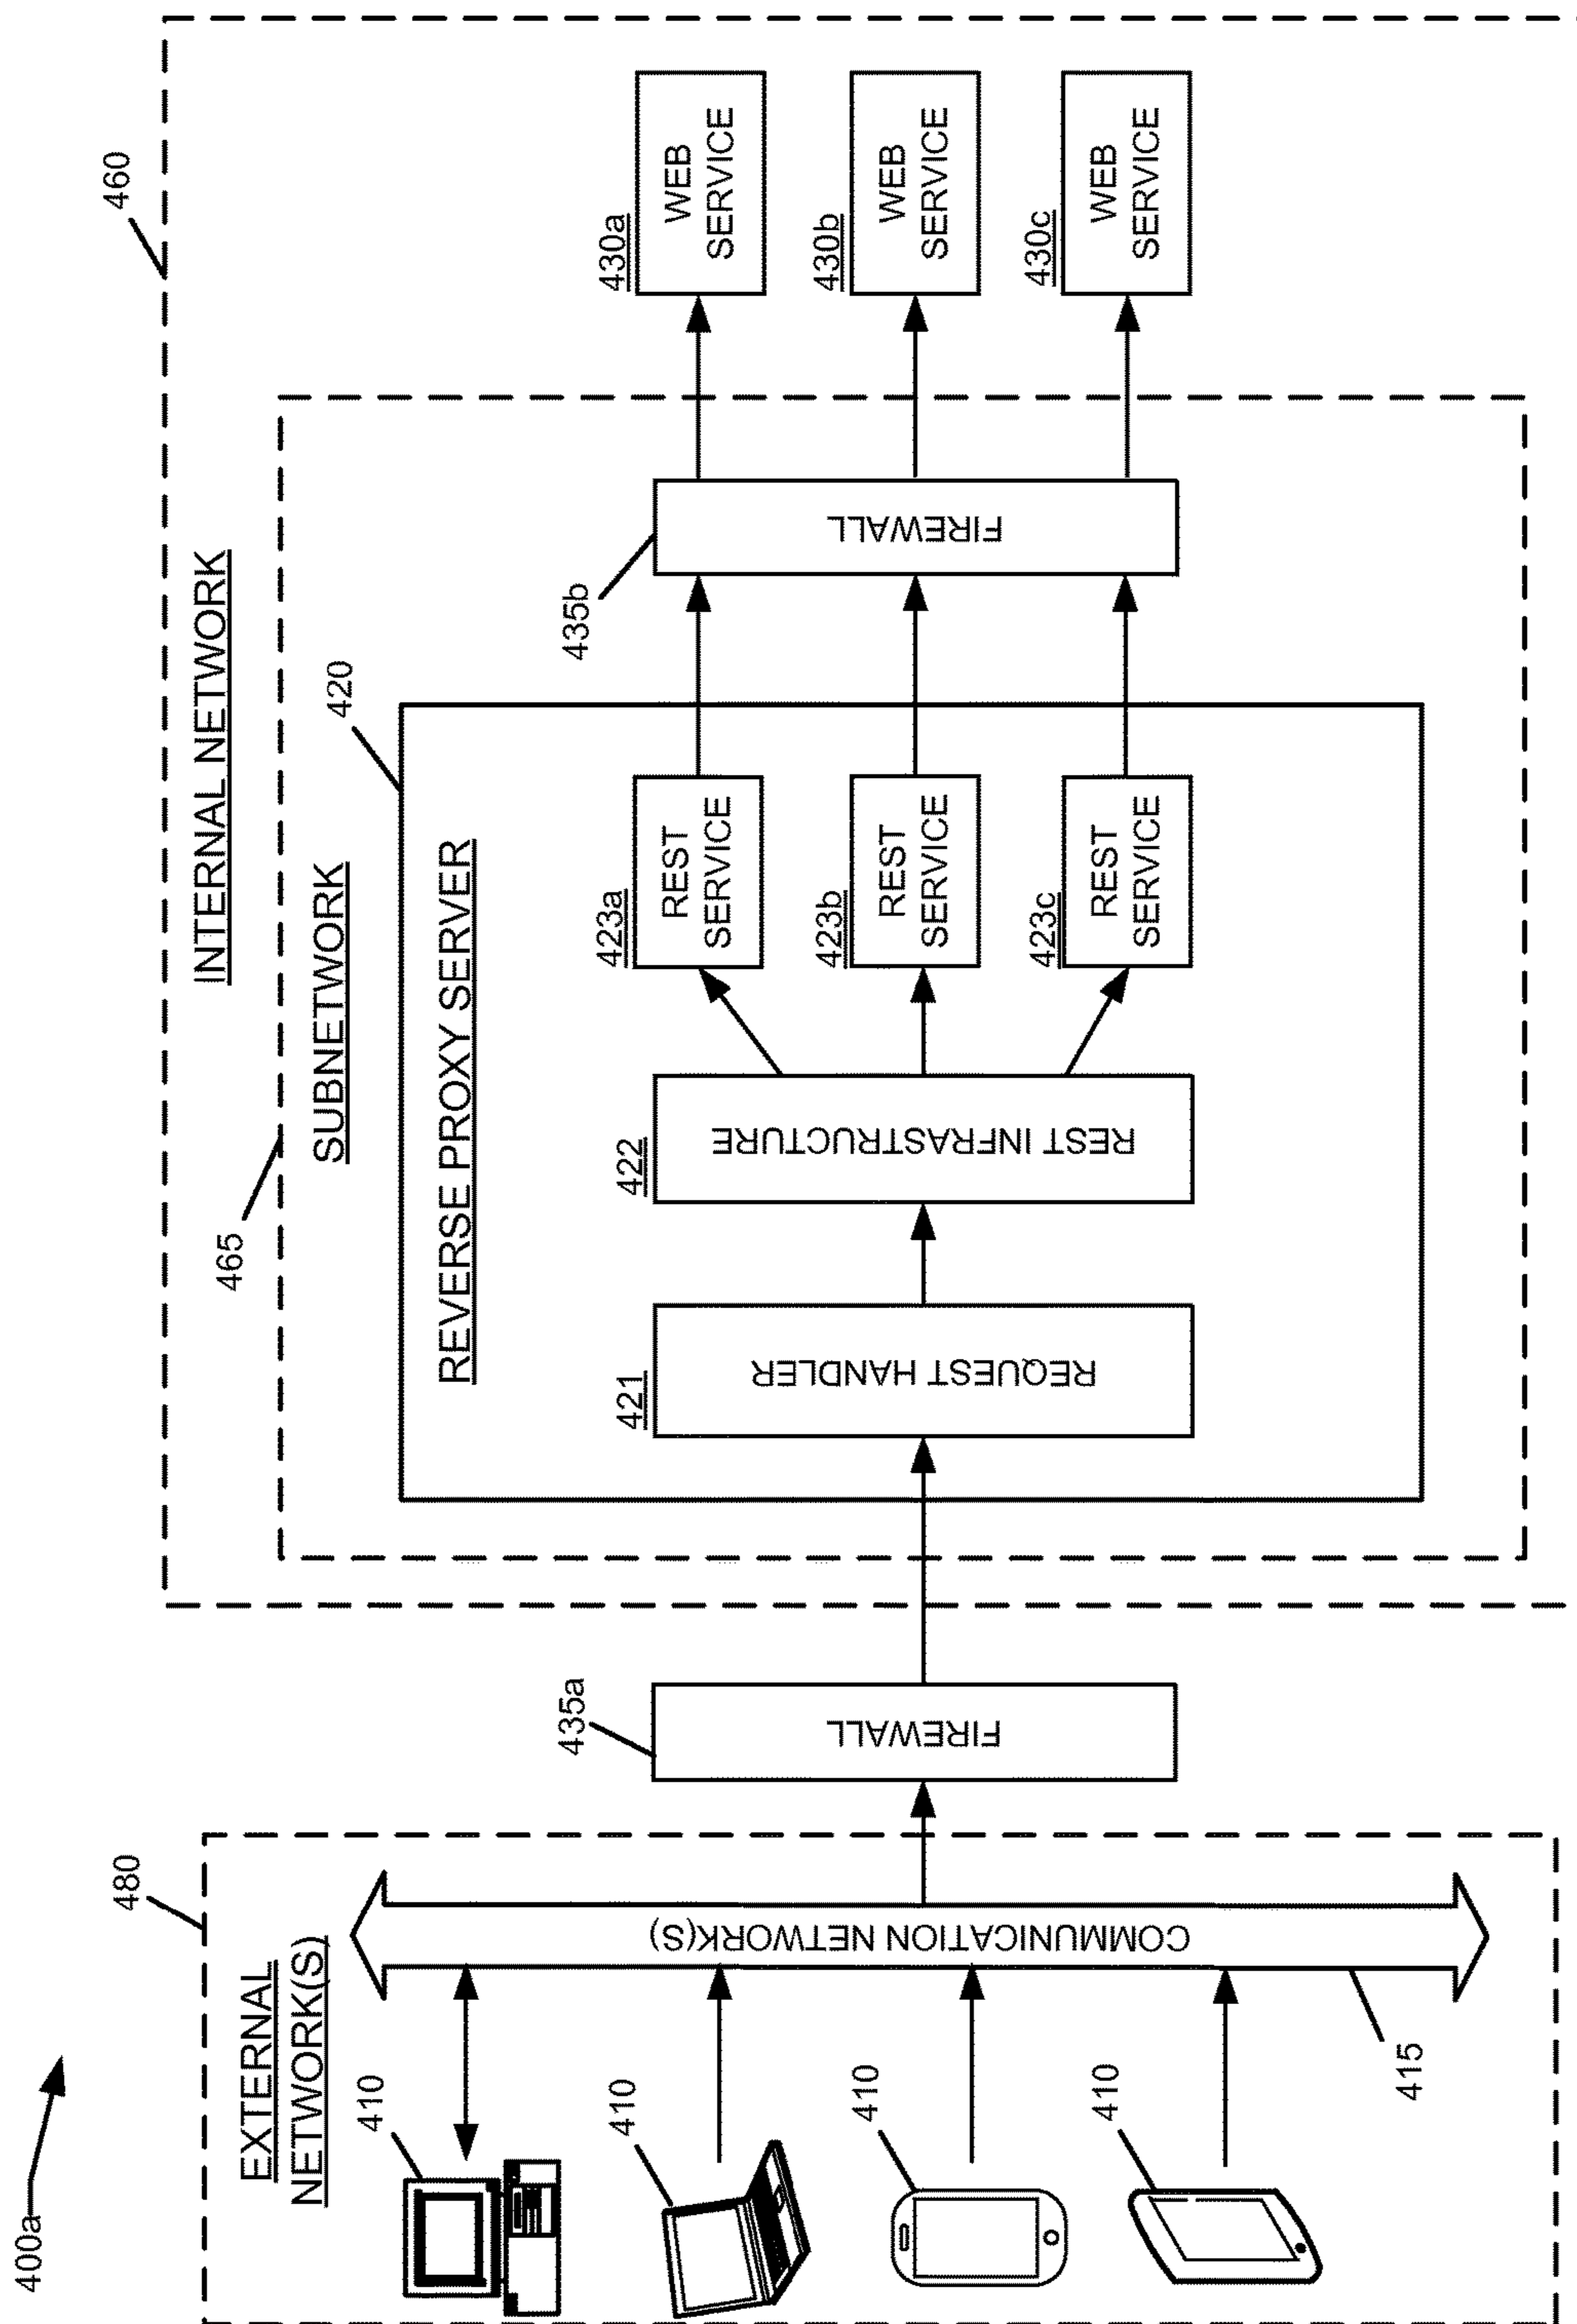 400a
480
EXTERNAL
NETWORK(S)
410
410
410
410
COMMUNICATION NETWORK(S)
415
435a
FIREWALL
460
INTERNAL NETWORK
465
SUBNETWORK
420
REVERSE PROXY SERVER
421
REQUEST HANDLER
422
REST INFRASTRUCTURE
423a
REST
SERVICE
423b
REST
SERVICE
423c
REST
SERVICE
435b
FIREWALL
430a
WEB
SERVICE
430b
WEB
SERVICE
430c
WEB
SERVICE